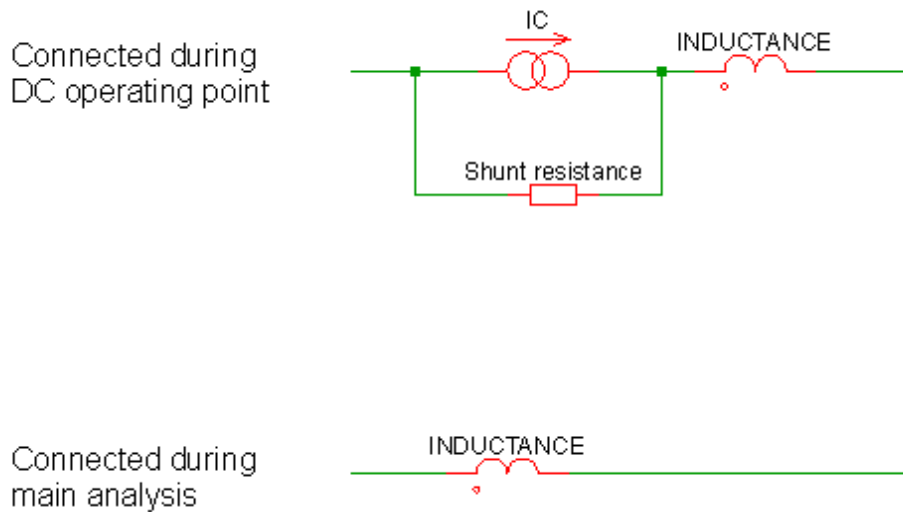 IC
INDUCTANCE
Connected during
DC operating point
Shunt resistance
INDUCTANCE
Connected during
main analysis